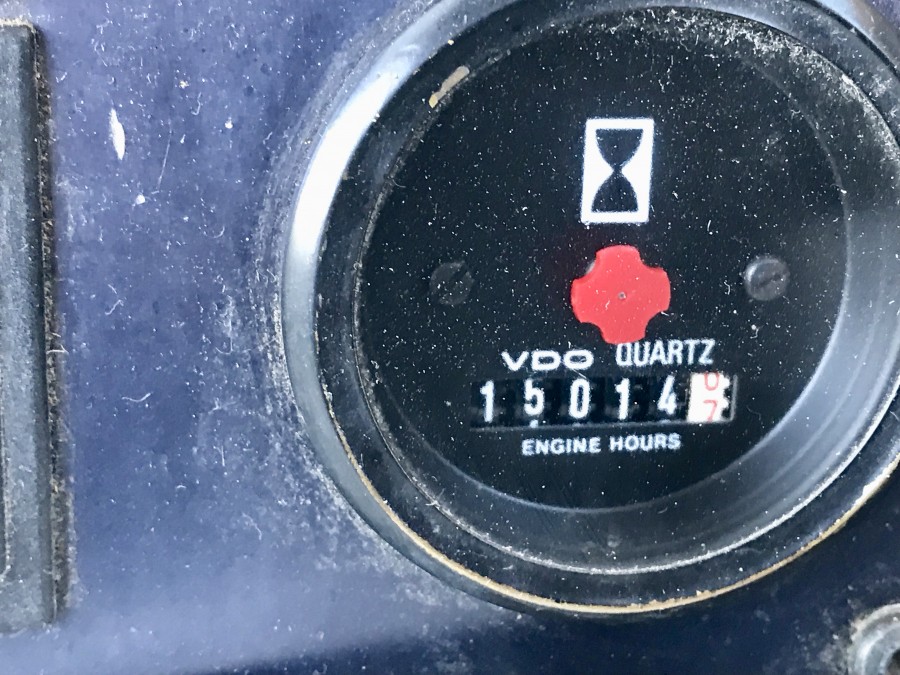 VDO QUARTZ
15014
ENGINE HOURS